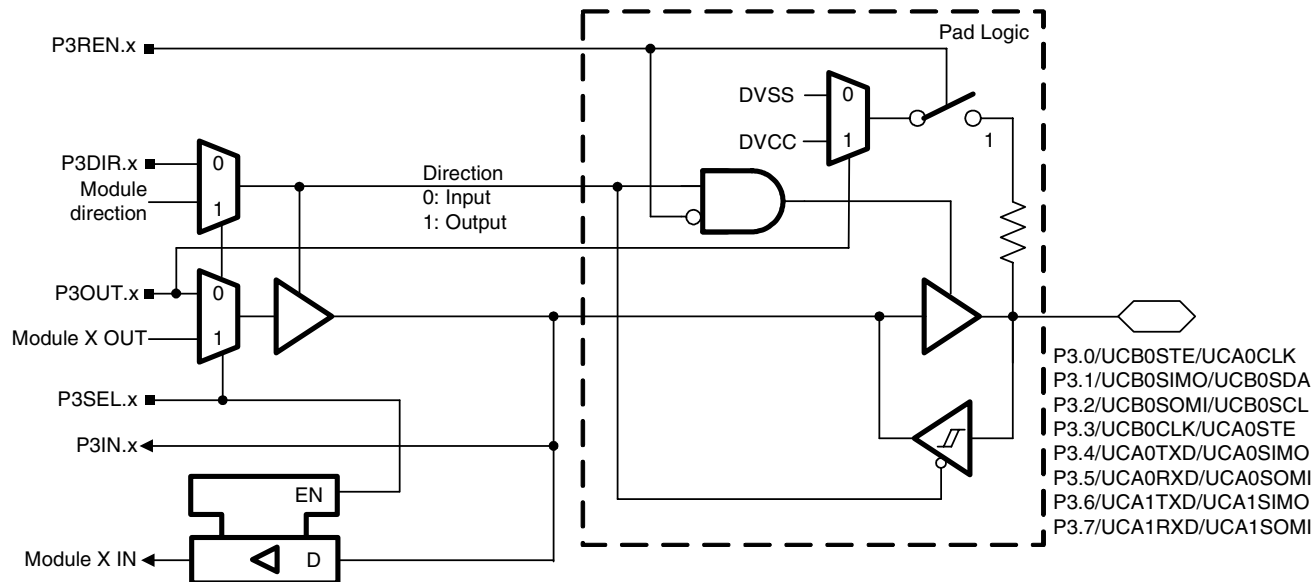 Pad Logic
P3REN.x
DVSS
0
DVCC
1
1
P3DIR.x
0
Module
direction
1
Direction
0: Input
1: Output
P3OUT.x
0
Module X OUT
1
P3SEL.x
P3IN.x
EN
Module X IN
D
P3.0/UCB0STE/UCA0CLK
P3.1/UCB0SIMO/UCB0SDA
P3.2/UCB0SOMI/UCB0SCL
P3.3/UCB0CLK/UCA0STE
P3.4/UCA0TXD/UCA0SIMO
P3.5/UCA0RXD/UCA0SOMI
P3.6/UCA1TXD/UCA1SIMO
P3.7/UCA1RXD/UCA1SOMI